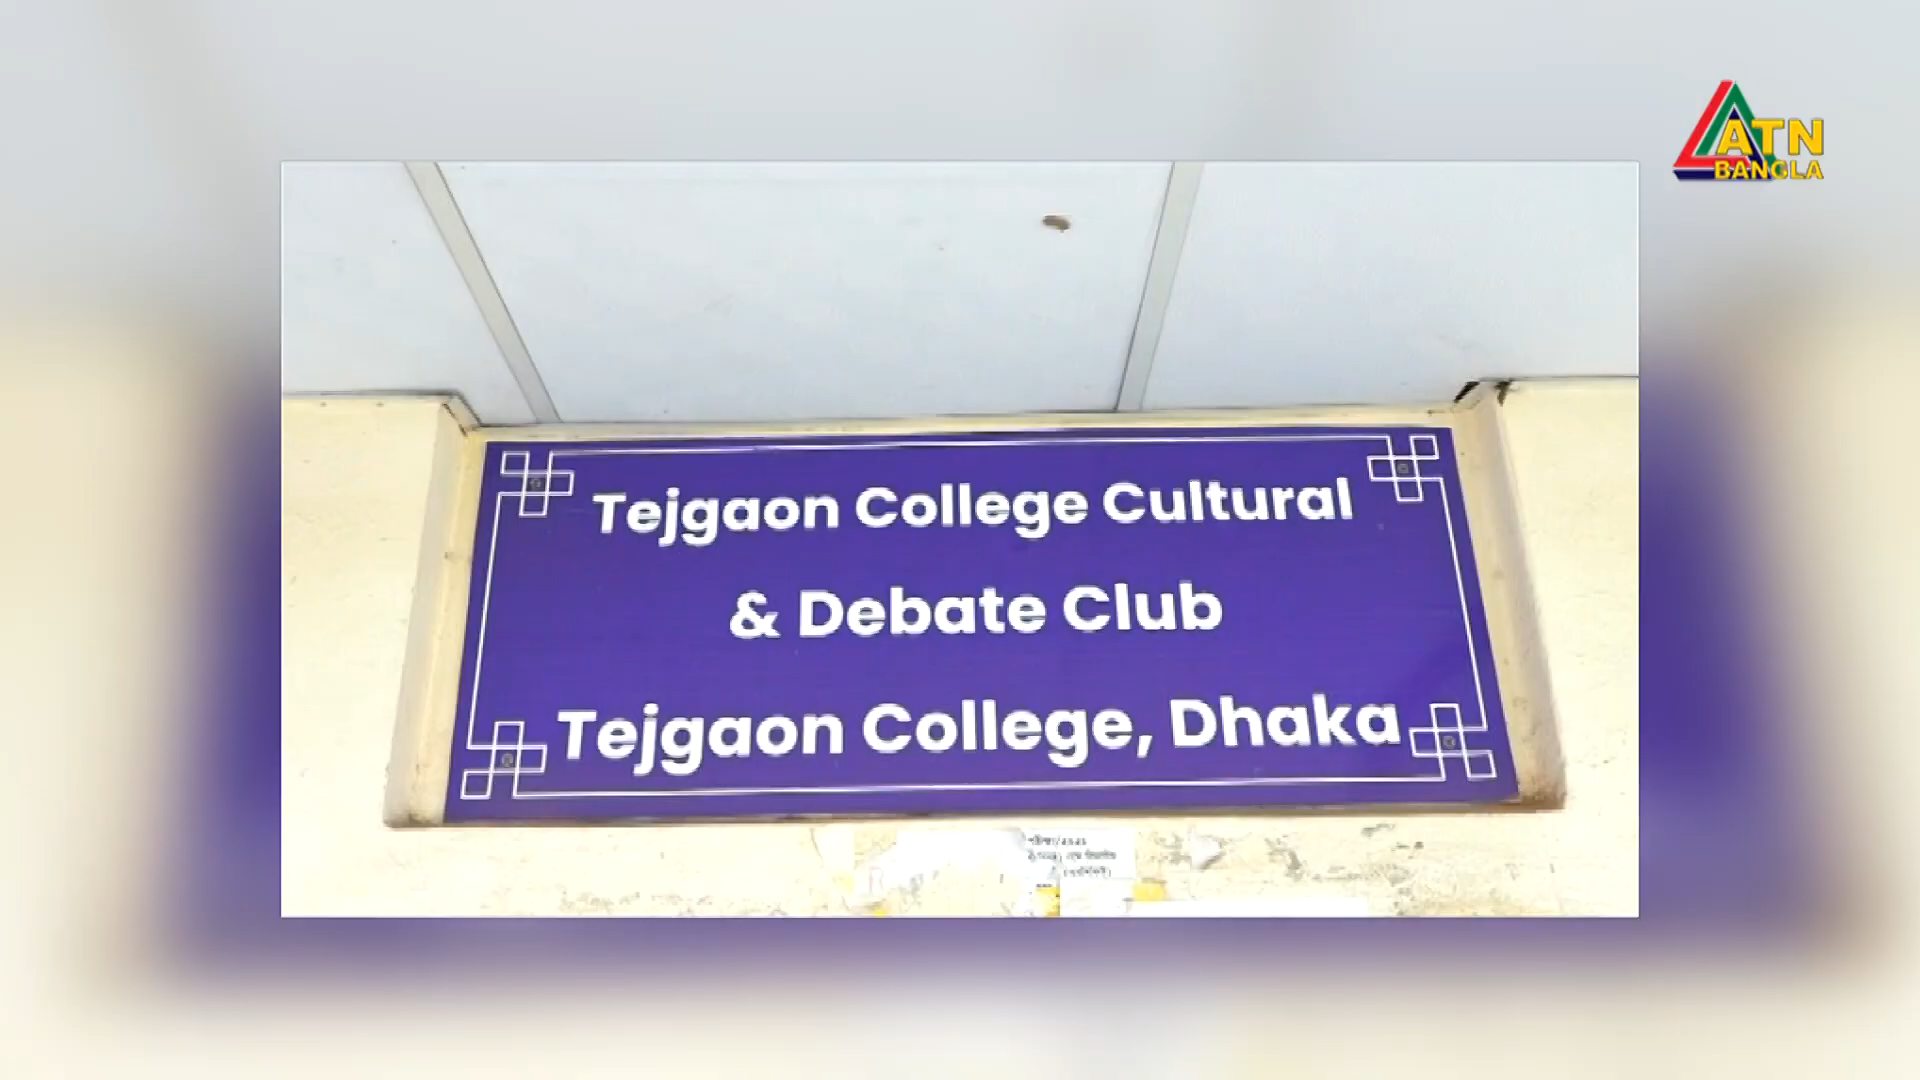 ATN
BANGLA
Tejgaon College Cultural
& Debate Club
Tejgaon College, Dhaka